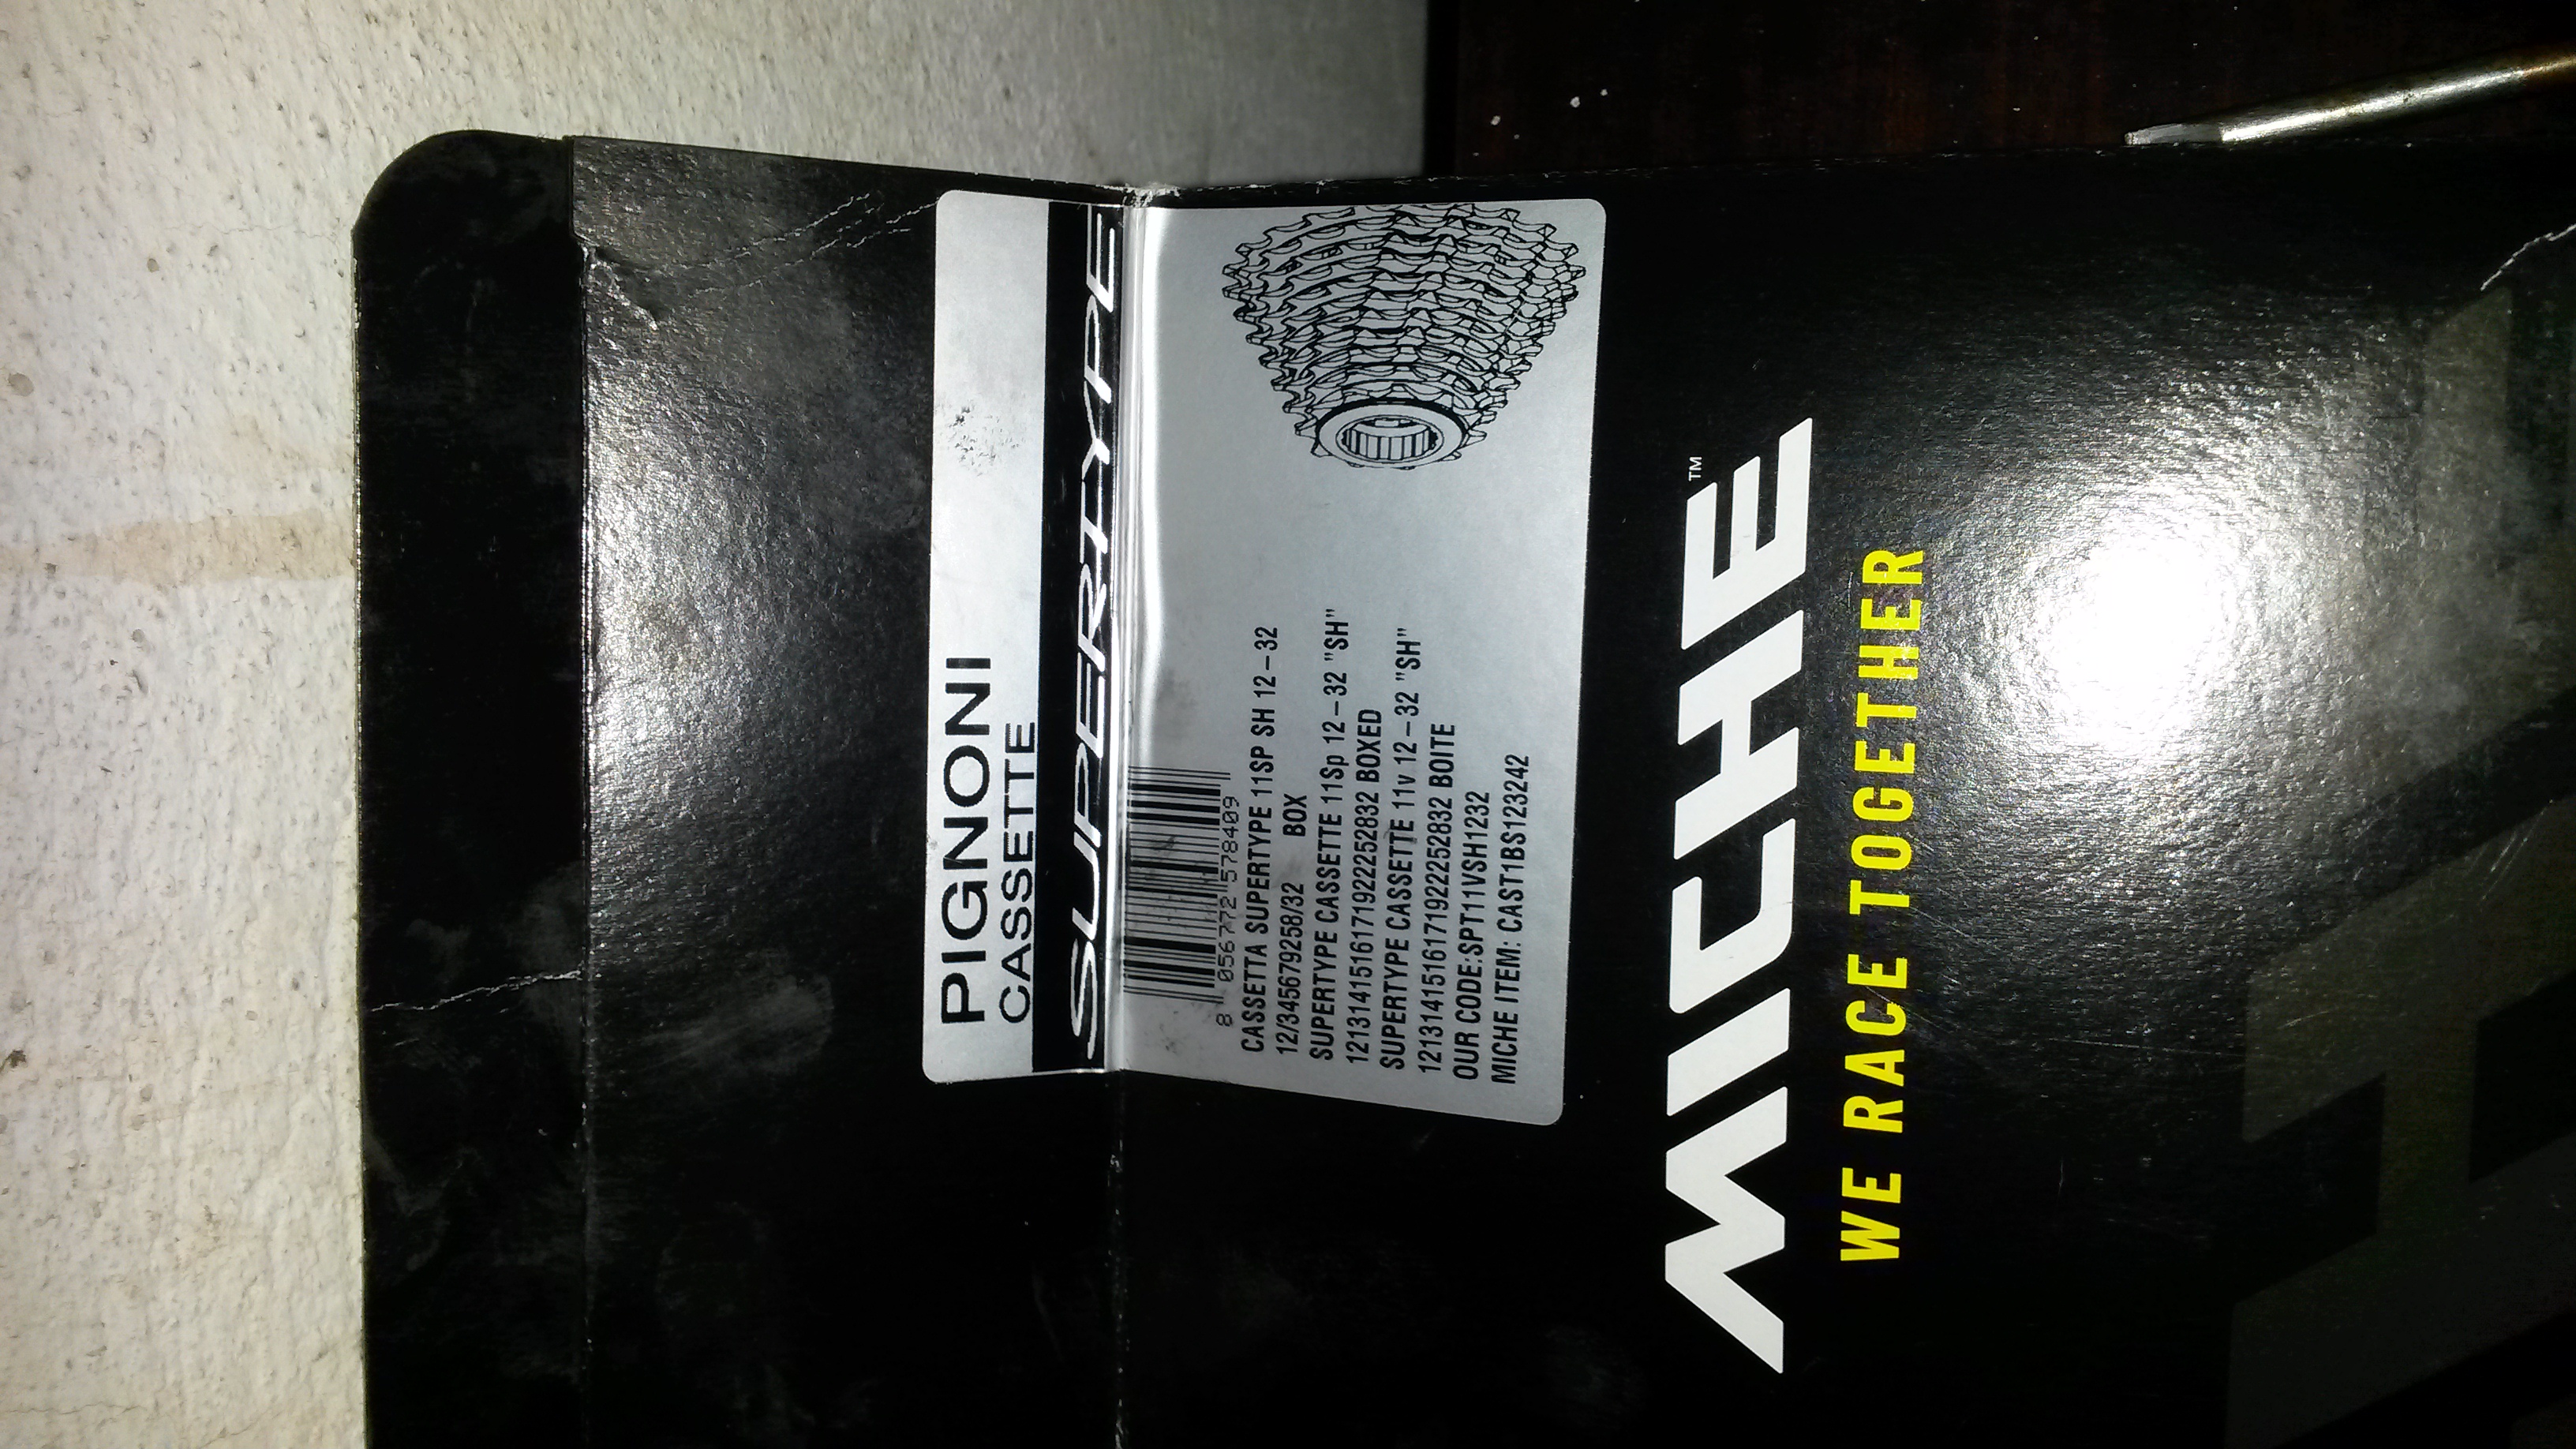 PIGNONI
CASSETTE
SUPERTYPE
8 056772 578409
CASSETTA SUPERTYPE 11SP SH 12-32
12/345679258/32 BOX
SUPERTYPE CASSETTE 11Sp 12-32 "SH"
1213141516171922252832 BOXED
SUPERTYPE CASSETTE 11v 12-32 "SH"
1213141516171922252832 BOITE
OUR CODE:SPT11VSH1232
MICHE ITEM: CAST1BS123242
MICHE™
WE RACE TOGETHER